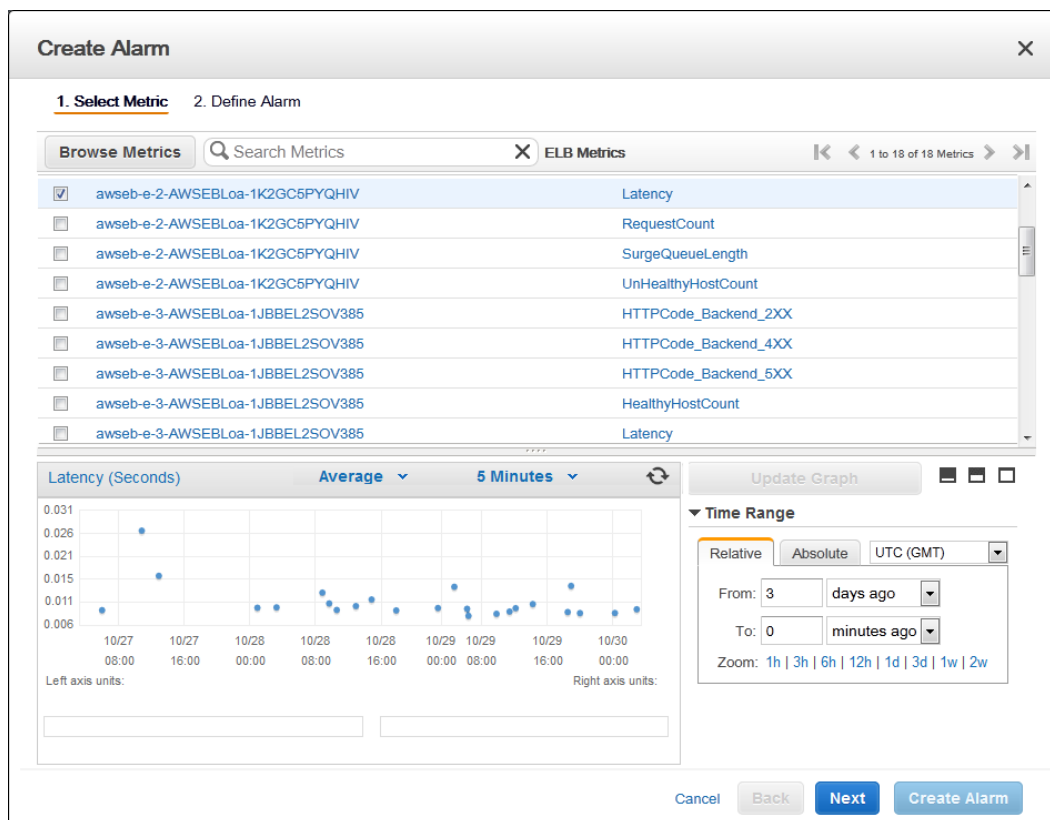 Create Alarm
1. Select Metric 2. Define Alarm
Browse Metrics Search Metrics ELB Metrics 1 to 18 of 18 Metrics
awseb-e-2-AWSEBLoa-1K2GC5PYQHIV Latency
awseb-e-2-AWSEBLoa-1K2GC5PYQHIV RequestCount
awseb-e-2-AWSEBLoa-1K2GC5PYQHIV SurgeQueueLength
awseb-e-2-AWSEBLoa-1K2GC5PYQHIV UnHealthyHostCount
awseb-e-3-AWSEBLoa-1JBBEL2SOV385 HTTPCode_Backend_2XX
awseb-e-3-AWSEBLoa-1JBBEL2SOV385 HTTPCode_Backend_4XX
awseb-e-3-AWSEBLoa-1JBBEL2SOV385 HTTPCode_Backend_5XX
awseb-e-3-AWSEBLoa-1JBBEL2SOV385 HealthyHostCount
awseb-e-3-AWSEBLoa-1JBBEL2SOV385 Latency
Latency (Seconds) Average 5 Minutes
0.031
0.026
0.021
0.015
0.011
0.006
10/27 10/27 10/28 10/28 10/28 10/29 10/29 10/29 10/30
08:00 16:00 00:00 08:00 16:00 00:00 08:00 16:00 00:00
Left axis units: Right axis units:
Update Graph
Time Range
Relative Absolute UTC (GMT)
From: 3 days ago
To: 0 minutes ago
Zoom: 1h | 3h | 6h | 12h | 1d | 3d | 1w | 2w
Cancel Back Next Create Alarm